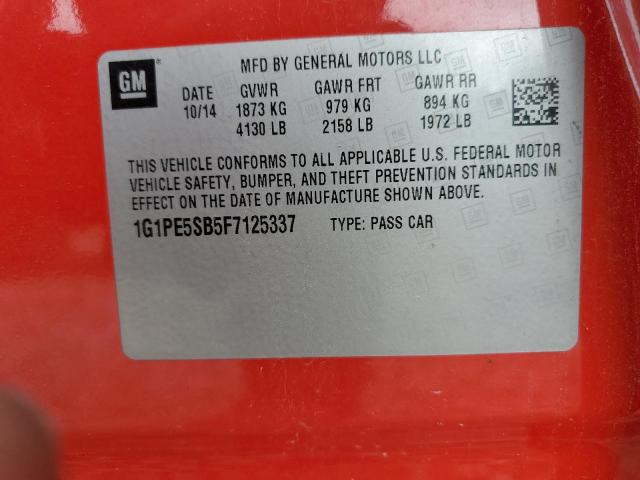 GM
MFD BY GENERAL MOTORS LLC
DATE GVWR GAWR FRT GAWR RR
10/14 1873 KG 979 KG 894 KG
4130 LB 2158 LB 1972 LB
THIS VEHICLE CONFORMS TO ALL APPLICABLE U.S. FEDERAL MOTOR
VEHICLE SAFETY, BUMPER, AND THEFT PREVENTION STANDARDS IN
EFFECT ON THE DATE OF MANUFACTURE SHOWN ABOVE.
1G1PE5SB5F7125337 TYPE: PASS CAR